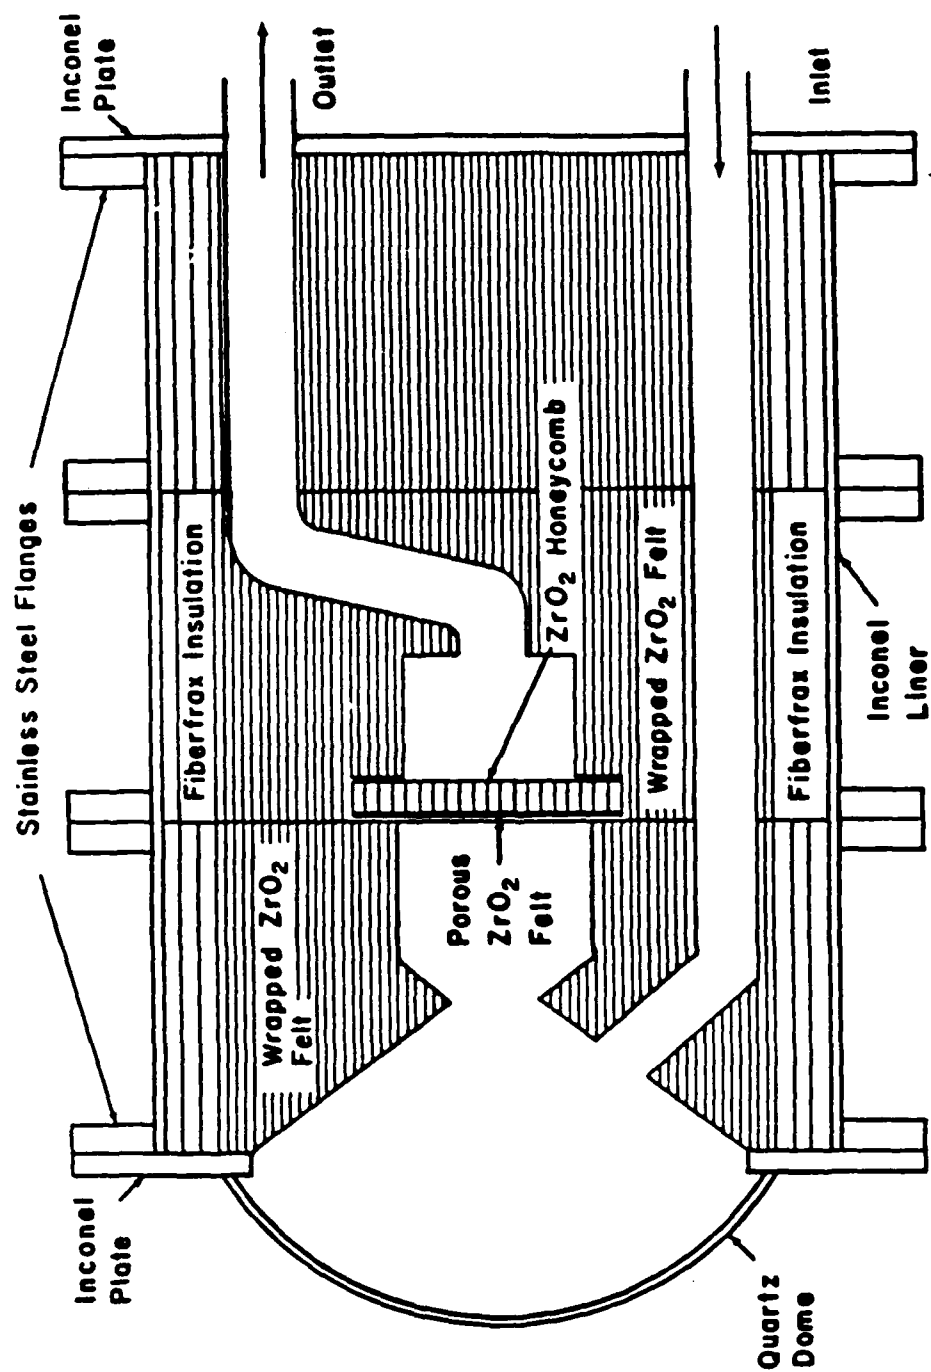 Inconel
Plate
Outlet
Inlet
Stainless Steel Flanges
Fiberfrax Insulation
ZrO₂ Honeycomb
Wrapped ZrO₂ Felt
Fiberfrax Insulation
Inconel
Liner
Wrapped ZrO₂
Felt
Porous
ZrO₂
Felt
Inconel
Plate
Quartz
Dome